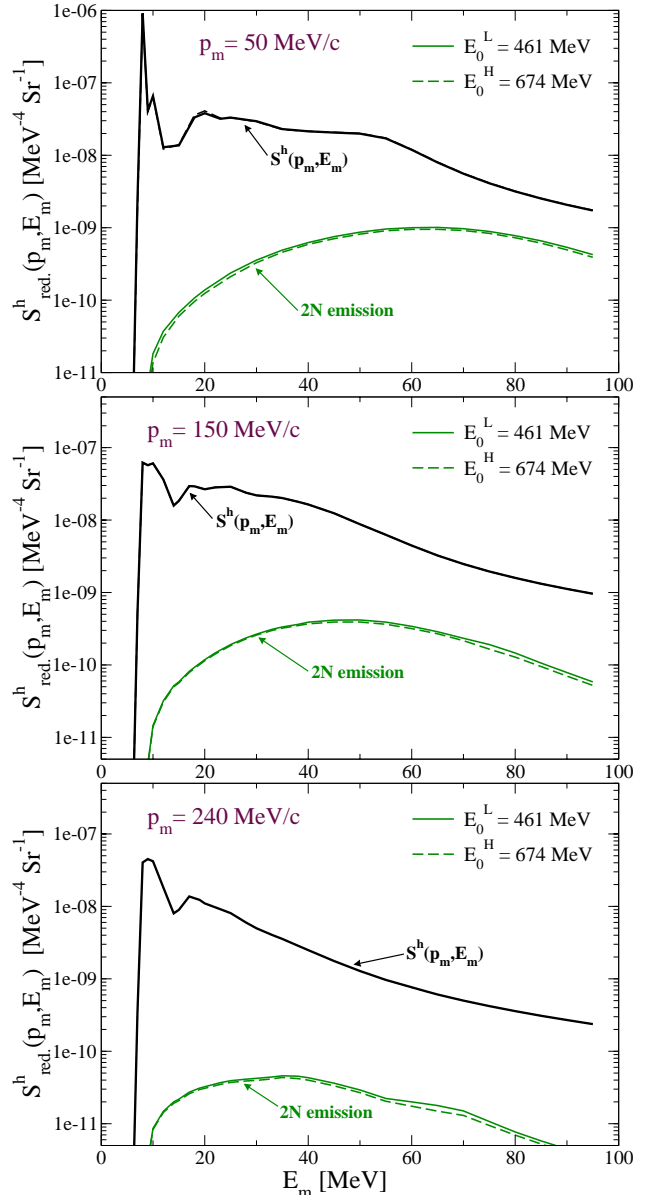 p_m = 50 MeV/c
E_0^L = 461 MeV
E_0^H = 674 MeV
S^h(p_m,E_m)
2N emission
1e-06
1e-07
1e-08
1e-09
1e-10
1e-11
0 20 40 60 80 100
S^h_red.(p_m,E_m) [MeV^-4 Sr^-1]
p_m = 150 MeV/c
E_0^L = 461 MeV
E_0^H = 674 MeV
S^h(p_m,E_m)
2N emission
1e-07
1e-08
1e-09
1e-10
1e-11
0 20 40 60 80 100
S^h_red.(p_m,E_m) [MeV^-4 Sr^-1]
p_m = 240 MeV/c
E_0^L = 461 MeV
E_0^H = 674 MeV
S^h(p_m,E_m)
2N emission
1e-07
1e-08
1e-09
1e-10
1e-11
0 20 40 60 80 100
S^h_red.(p_m,E_m) [MeV^-4 Sr^-1]
E_m [MeV]